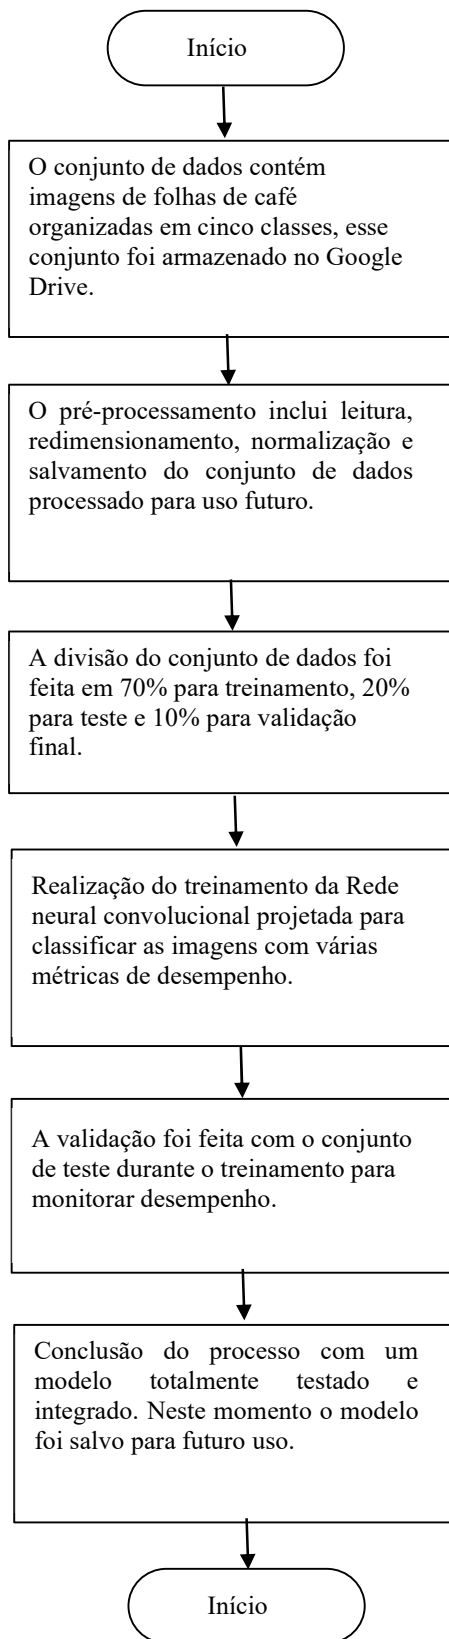 Início
O conjunto de dados contém
imagens de folhas de café
organizadas em cinco classes, esse
conjunto foi armazenado no Google
Drive.
O pré-processamento inclui leitura,
redimensionamento, normalização e
salvamento do conjunto de dados
processado para uso futuro.
A divisão do conjunto de dados foi
feita em 70% para treinamento, 20%
para teste e 10% para validação
final.
Realização do treinamento da Rede
neural convolucional projetada para
classificar as imagens com várias
métricas de desempenho.
A validação foi feita com o conjunto
de teste durante o treinamento para
monitorar desempenho.
Conclusão do processo com um
modelo totalmente testado e
integrado. Neste momento o modelo
foi salvo para futuro uso.
Início